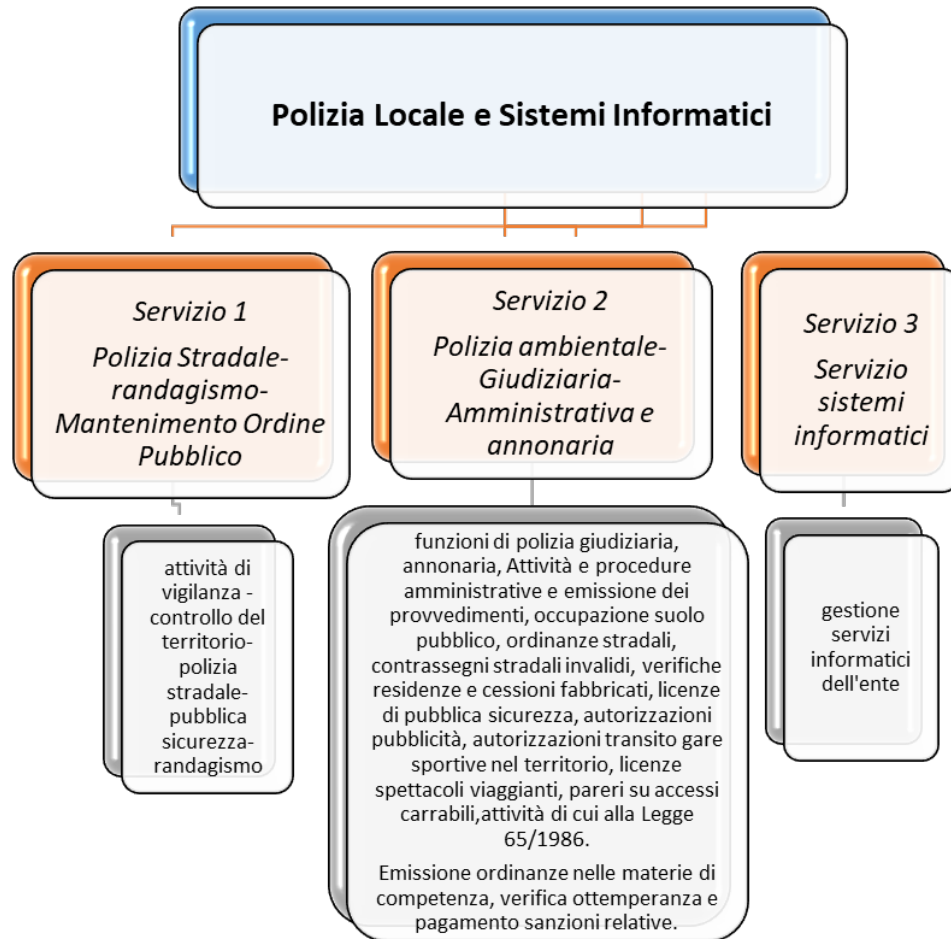 Polizia Locale e Sistemi Informatici
Servizio 1
Polizia Stradale-
randagismo-
Mantenimento Ordine
Pubblico
Servizio 2
Polizia ambientale-
Giudiziaria-
Amministrativa e
annonaria
Servizio 3
Servizio
sistemi
informatici
attività di
vigilanza -
controllo del
territorio-
polizia
stradale-
pubblica
sicurezza-
randagismo
funzioni di polizia giudiziaria,
annonaria, Attività e procedure
amministrative e emissione dei
provvedimenti, occupazione suolo
pubblico, ordinanze stradali,
contrassegni stradali invalidi, verifiche
residenze e cessioni fabbricati, licenze
di pubblica sicurezza, autorizzazioni
pubblicità, autorizzazioni transito gare
sportive nel territorio, licenze
spettacoli viaggianti, pareri su accessi
carrabili,attività di cui alla Legge
65/1986.
Emissione ordinanze nelle materie di
competenza, verifica ottemperanza e
pagamento sanzioni relative.
gestione
servizi
informatici
dell'ente